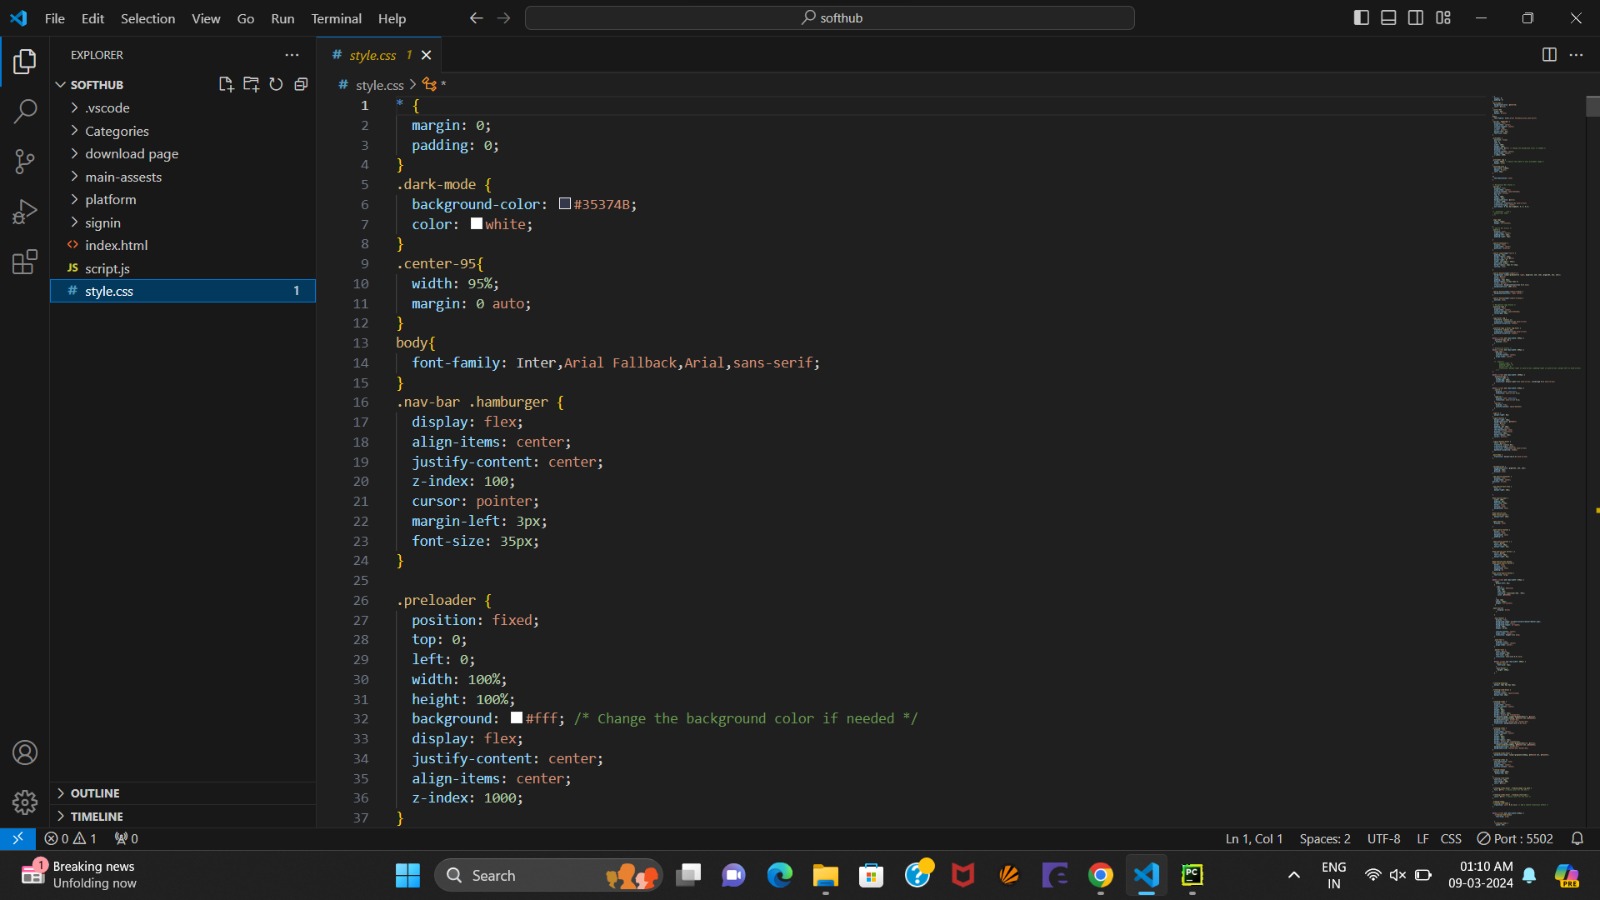 File Edit Selection View Go Run Terminal Help
softhub
EXPLORER
SOFTHUB
.vscode
Categories
download page
main-assests
platform
signin
index.html
JS script.js
# style.css 1
OUTLINE
TIMELINE
# style.css 1
# style.css > *
1 * {
2 margin: 0;
3 padding: 0;
4 }
5 .dark-mode {
6 background-color: #35374B;
7 color: white;
8 }
9 .center-95{
10 width: 95%;
11 margin: 0 auto;
12 }
13 body{
14 font-family: Inter,Arial Fallback,Arial,sans-serif;
15 }
16 .nav-bar .hamburger {
17 display: flex;
18 align-items: center;
19 justify-content: center;
20 z-index: 100;
21 cursor: pointer;
22 margin-left: 3px;
23 font-size: 35px;
24 }
25
26 .preloader {
27 position: fixed;
28 top: 0;
29 left: 0;
30 width: 100%;
31 height: 100%;
32 background: #fff; /* Change the background color if needed */
33 display: flex;
34 justify-content: center;
35 align-items: center;
36 z-index: 1000;
37 }
0 1 0
Ln 1, Col 1 Spaces: 2 UTF-8 LF CSS Port : 5502
1 Breaking news
Unfolding now
Search
PC
PRE
ENG
IN
01:10 AM
09-03-2024